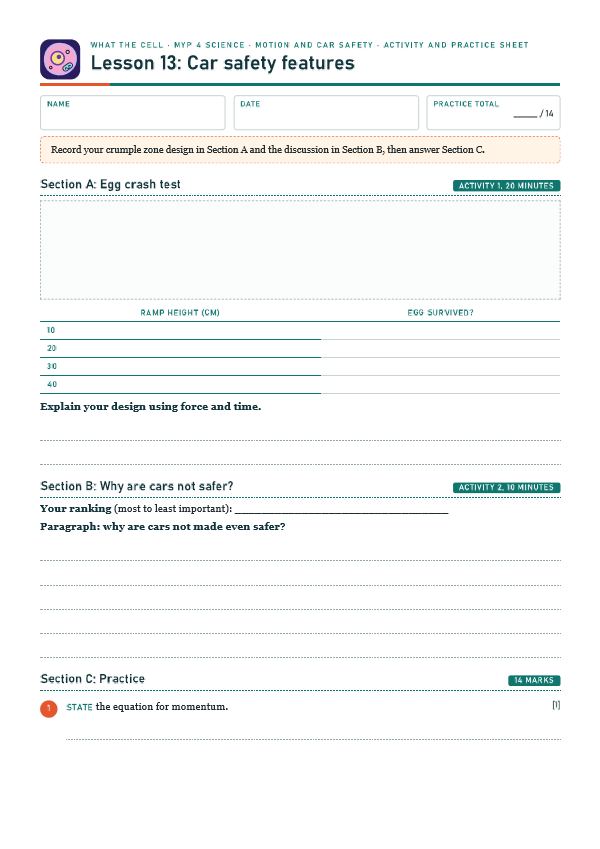 WHAT THE CELL · MYP 4 SCIENCE · MOTION AND CAR SAFETY · ACTIVITY AND PRACTICE SHEET
Lesson 13: Car safety features
NAME
DATE
PRACTICE TOTAL
_____ / 14
Record your crumple zone design in Section A and the discussion in Section B, then answer Section C.
Section A: Egg crash test
ACTIVITY 1, 20 MINUTES
RAMP HEIGHT (CM) EGG SURVIVED?
10
20
30
40
Explain your design using force and time.
Section B: Why are cars not safer?
ACTIVITY 2, 10 MINUTES
Your ranking (most to least important): ________________________________
Paragraph: why are cars not made even safer?
Section C: Practice
14 MARKS
1 STATE the equation for momentum. [1]